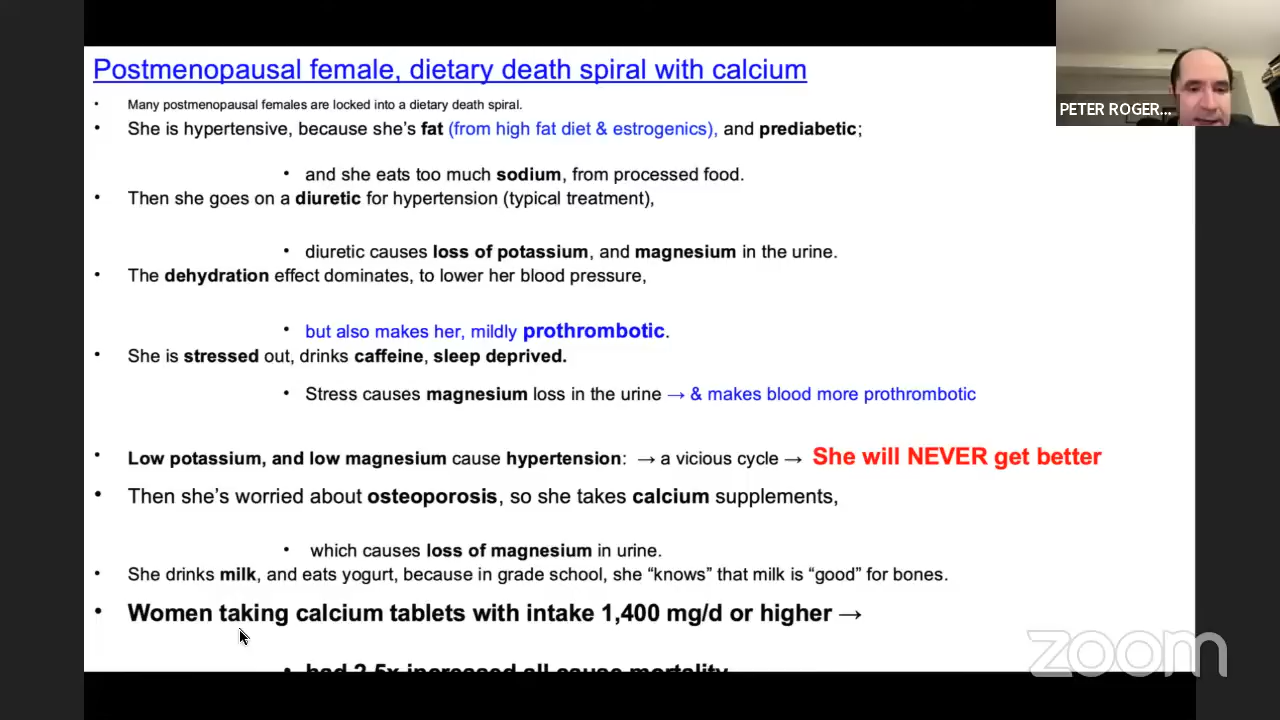 Postmenopausal female, dietary death spiral with calcium
• Many postmenopausal females are locked into a dietary death spiral.
• She is hypertensive, because she’s fat (from high fat diet & estrogenics), and prediabetic;
• and she eats too much sodium, from processed food.
• Then she goes on a diuretic for hypertension (typical treatment),
• diuretic causes loss of potassium, and magnesium in the urine.
• The dehydration effect dominates, to lower her blood pressure,
• but also makes her, mildly prothrombotic.
• She is stressed out, drinks caffeine, sleep deprived.
• Stress causes magnesium loss in the urine → & makes blood more prothrombotic
• Low potassium, and low magnesium cause hypertension: → a vicious cycle → She will NEVER get better
• Then she’s worried about osteoporosis, so she takes calcium supplements,
• which causes loss of magnesium in urine.
• She drinks milk, and eats yogurt, because in grade school, she “knows” that milk is “good” for bones.
• Women taking calcium tablets with intake 1,400 mg/d or higher →
• had 2.5x increased all cause mortality
PETER ROGER...
zoom